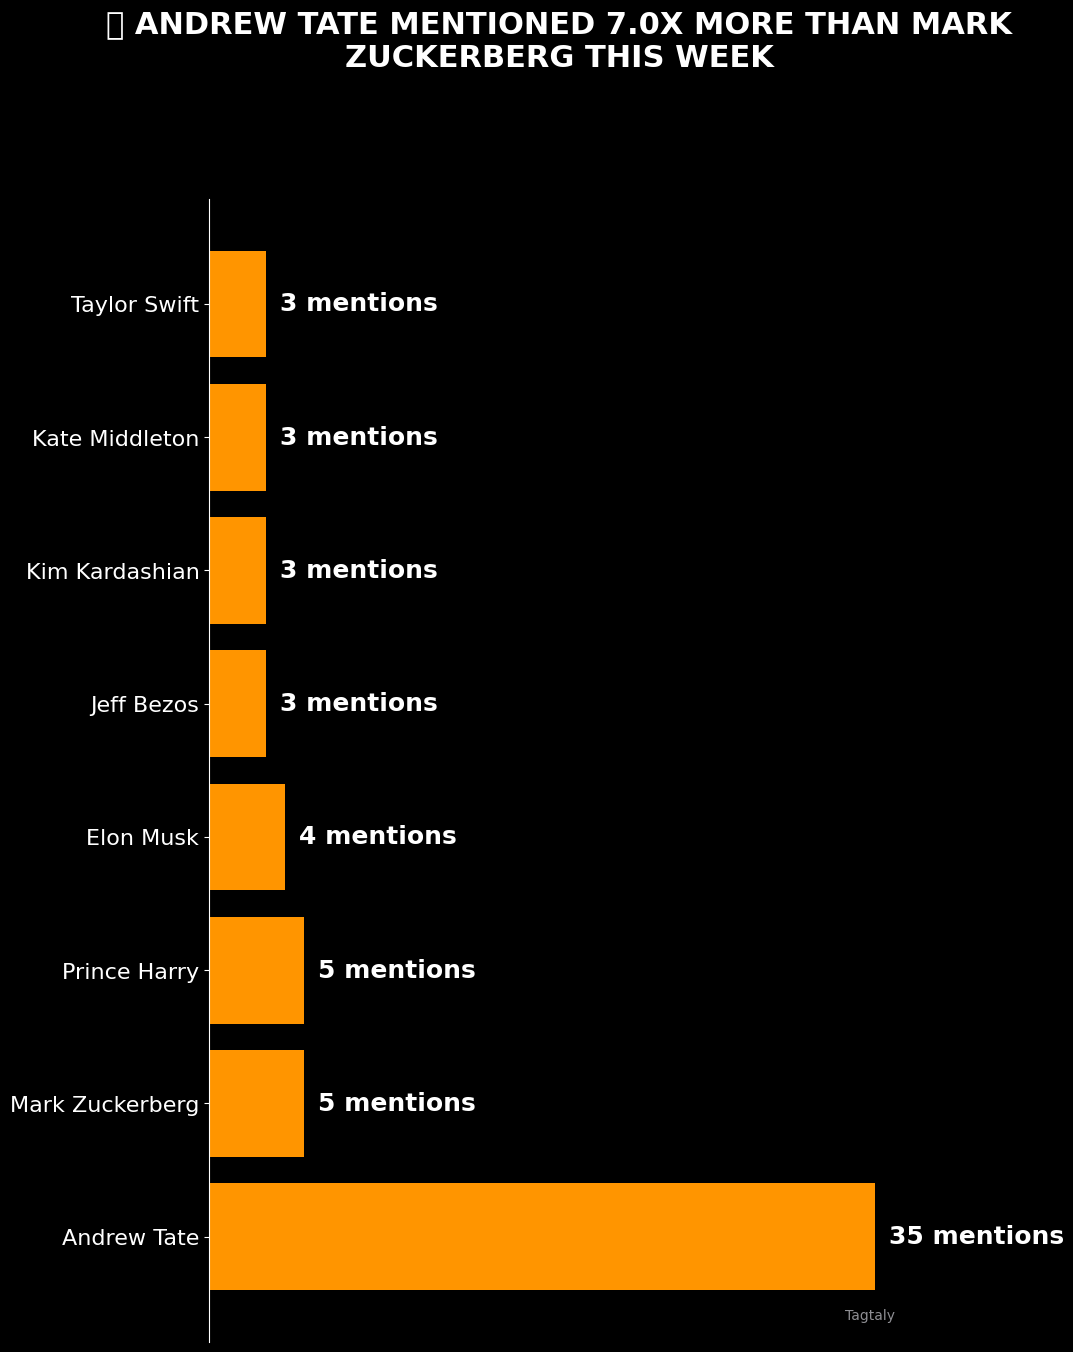 ANDREW TATE MENTIONED 7.0X MORE THAN MARK
ZUCKERBERG THIS WEEK
Taylor Swift 3 mentions
Kate Middleton 3 mentions
Kim Kardashian 3 mentions
Jeff Bezos 3 mentions
Elon Musk 4 mentions
Prince Harry 5 mentions
Mark Zuckerberg 5 mentions
Andrew Tate 35 mentions
Tagtaly